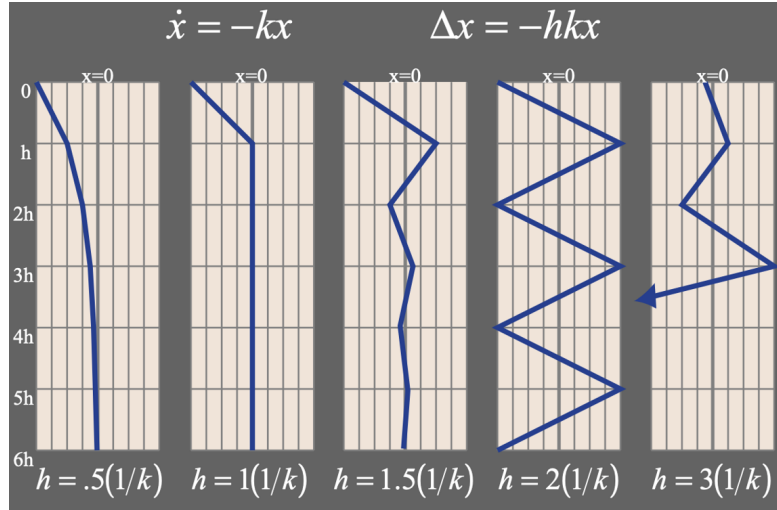 ẋ = −kx
Δx = −hkx
x=0 x=0 x=0 x=0 x=0
0
h
2h
3h
4h
5h
6h
h = .5(1/k)
h = 1(1/k)
h = 1.5(1/k)
h = 2(1/k)
h = 3(1/k)